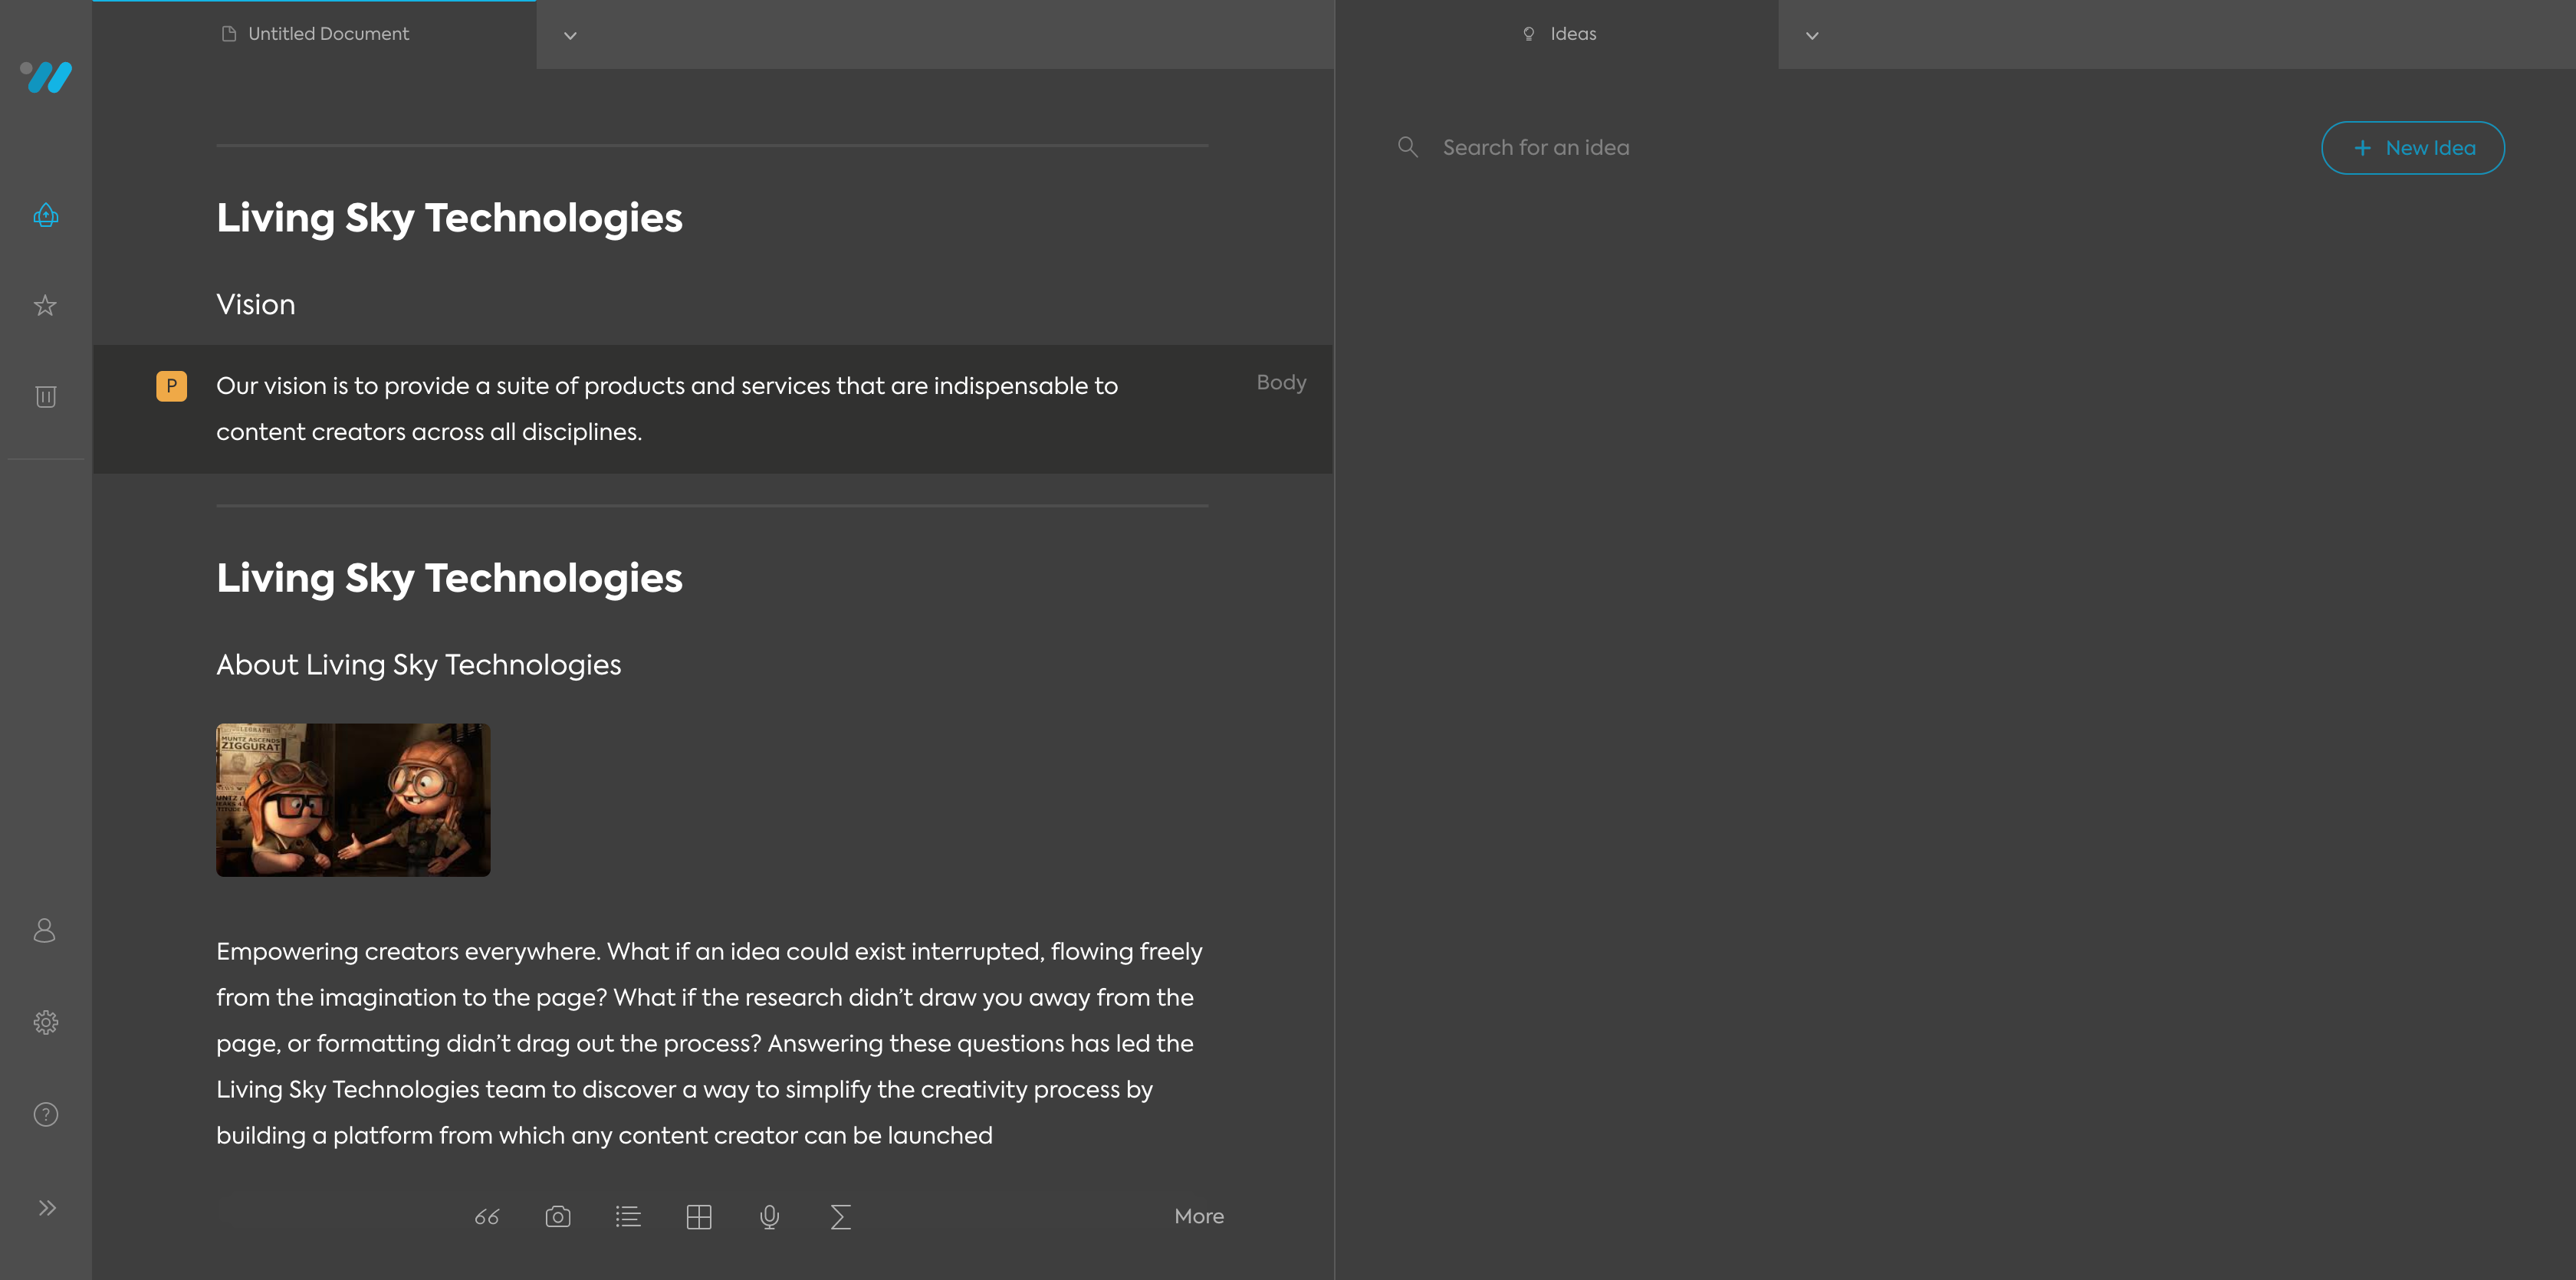 Untitled Document
Ideas
Search for an idea
+ New Idea
Living Sky Technologies
Vision
P
Our vision is to provide a suite of products and services that are indispensable to
Body
content creators across all disciplines.
Living Sky Technologies
About Living Sky Technologies
MUNTZ ASCENDS
ZIGGURAT
Empowering creators everywhere. What if an idea could exist interrupted, flowing freely
from the imagination to the page? What if the research didn’t draw you away from the
page, or formatting didn’t drag out the process? Answering these questions has led the
Living Sky Technologies team to discover a way to simplify the creativity process by
building a platform from which any content creator can be launched
More